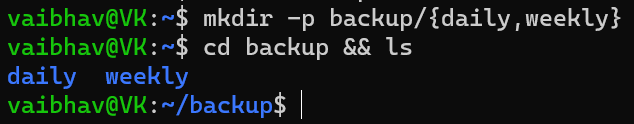 vaibhav@VK:~$ mkdir -p backup/{daily,weekly}
vaibhav@VK:~$ cd backup && ls
daily  weekly
vaibhav@VK:~/backup$